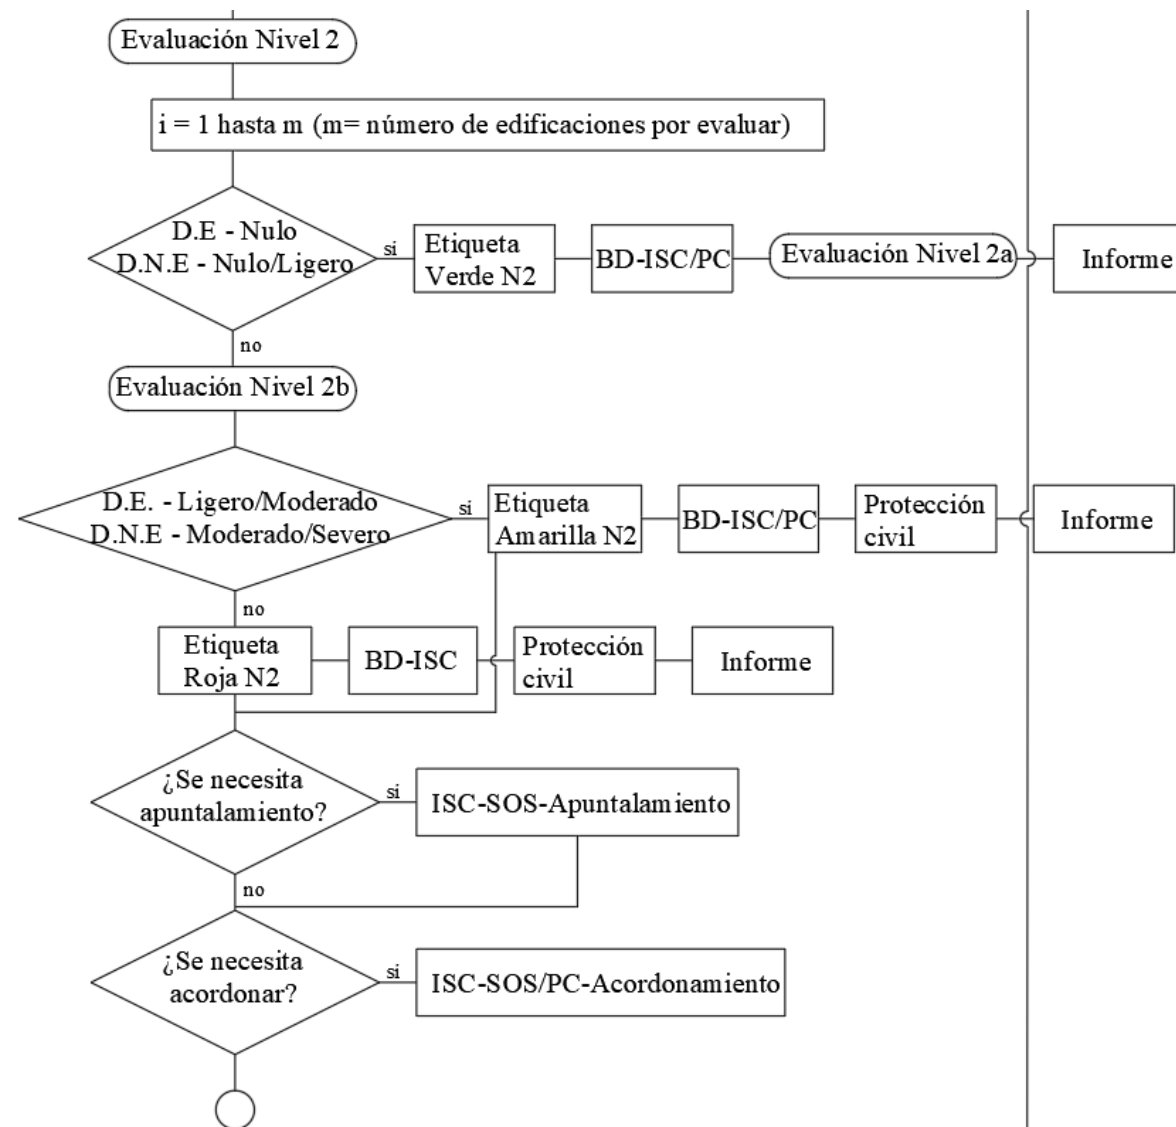 Evaluación Nivel 2
i = 1 hasta m (m= número de edificaciones por evaluar)
D.E - Nulo
D.N.E - Nulo/Ligero
si
Etiqueta
Verde N2
BD-ISC/PC
Evaluación Nivel 2a
Informe
no
Evaluación Nivel 2b
D.E. - Ligero/Moderado
D.N.E - Moderado/Severo
si
Etiqueta
Amarilla N2
BD-ISC/PC
Protección
civil
Informe
no
Etiqueta
Roja N2
BD-ISC
Protección
civil
Informe
¿Se necesita
apuntalamiento?
si
ISC-SOS-Apuntalamiento
no
¿Se necesita
acordonar?
si
ISC-SOS/PC-Acordonamiento